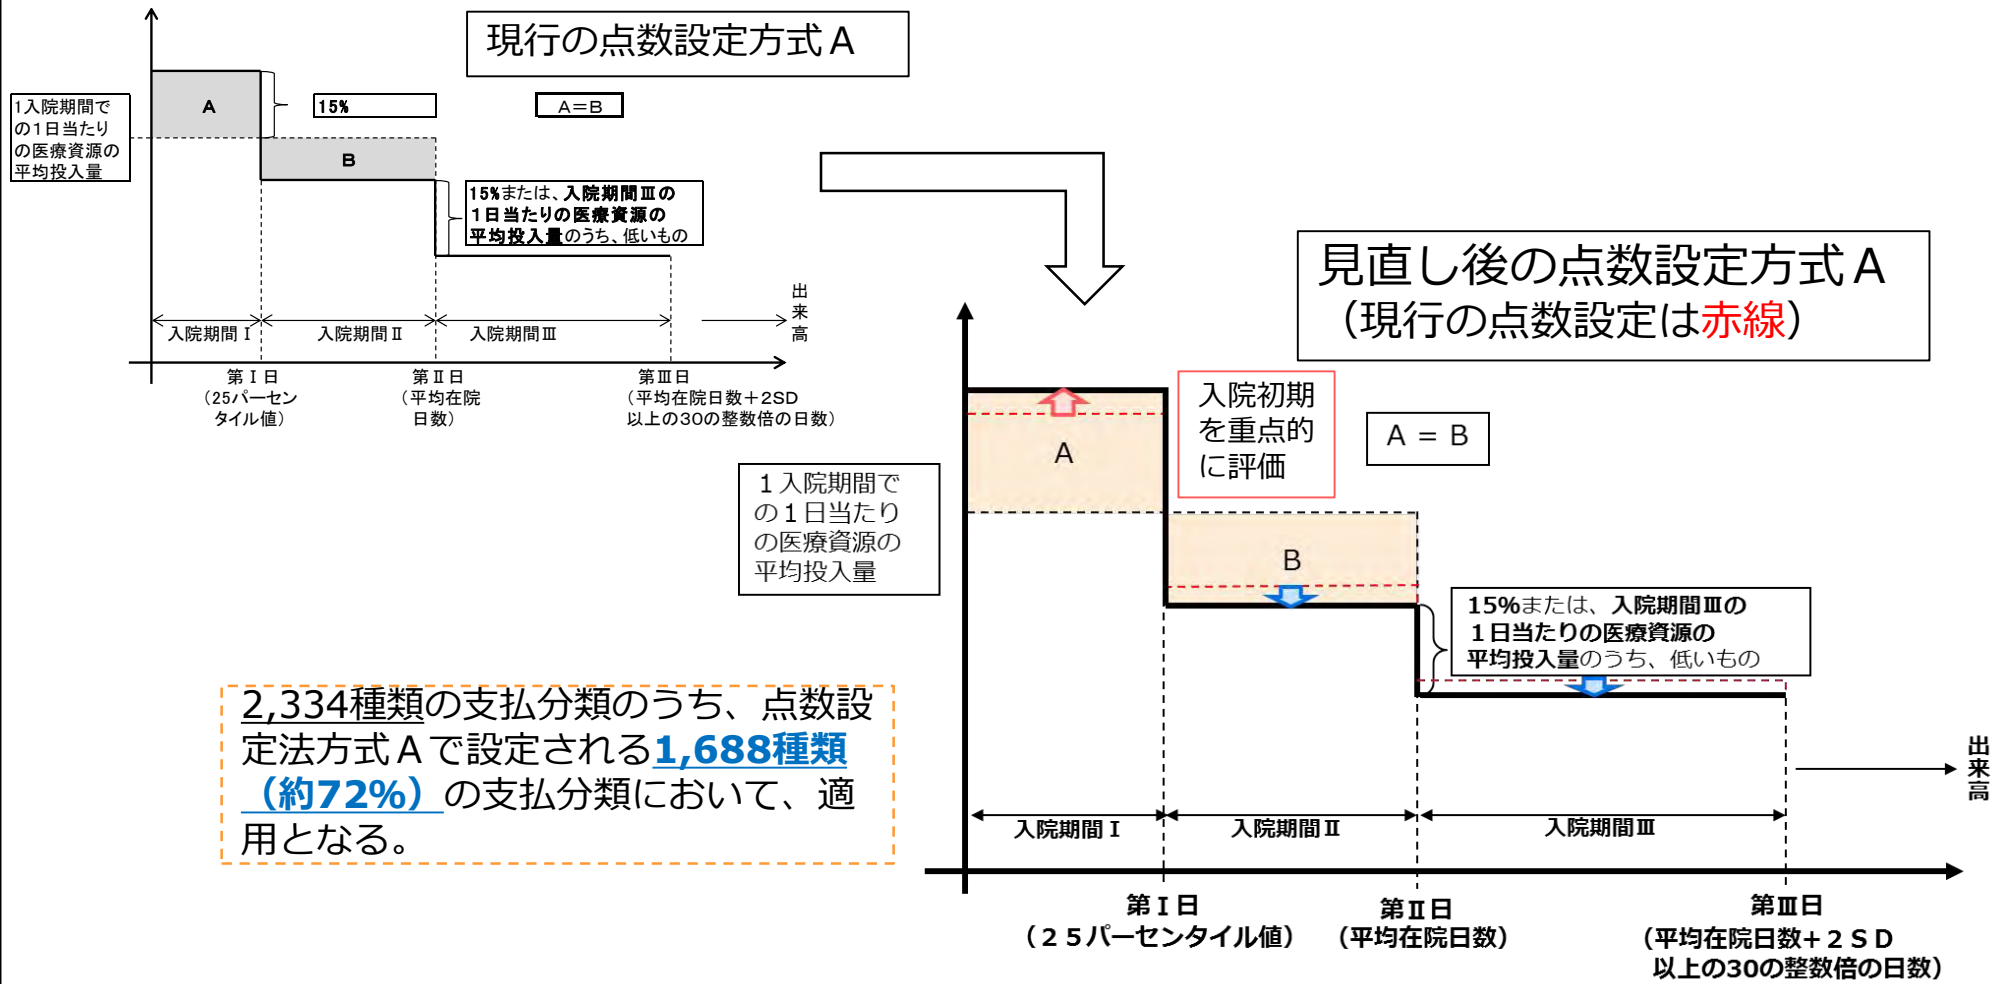 現行の点数設定方式A
1入院期間で
の1日当たり
の医療資源の
平均投入量
A
15%
A=B
B
15%または、入院期間Ⅲの
1日当たりの医療資源の
平均投入量のうち、低いもの
出来高
入院期間Ⅰ
入院期間Ⅱ
入院期間Ⅲ
第Ⅰ日
(25パーセン
タイル値)
第Ⅱ日
(平均在院
日数)
第Ⅲ日
(平均在院日数+2SD
以上の30の整数倍の日数)
見直し後の点数設定方式A
(現行の点数設定は赤線)
入院初期
を重点的
に評価
A = B
A
1入院期間で
の1日当たり
の医療資源の
平均投入量
B
15%または、入院期間Ⅲの
1日当たりの医療資源の
平均投入量のうち、低いもの
2,334種類の支払分類のうち、点数設
定法方式Aで設定される1,688種類
(約72%)の支払分類において、適
用となる。
出来高
入院期間Ⅰ
入院期間Ⅱ
入院期間Ⅲ
第Ⅰ日
(25パーセンタイル値)
第Ⅱ日
(平均在院日数)
第Ⅲ日
(平均在院日数+2SD
以上の30の整数倍の日数)